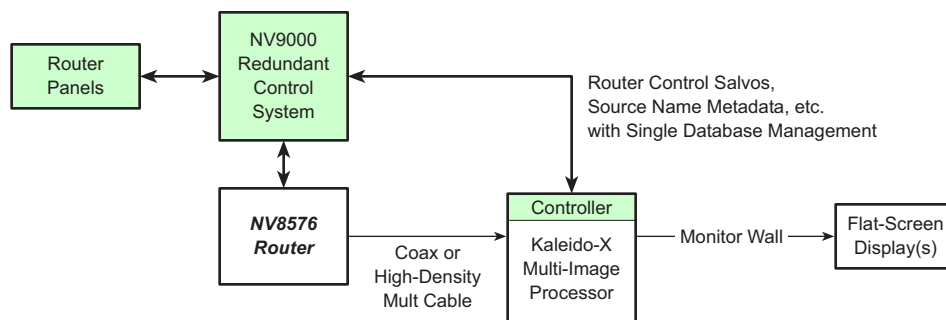 Router
Panels
NV9000
Redundant
Control
System
Router Control Salvos,
Source Name Metadata, etc.
with Single Database Management
NV8576
Router
Coax or
High-Density
Mult Cable
Controller
Kaleido-X
Multi-Image
Processor
Monitor Wall
Flat-Screen
Display(s)